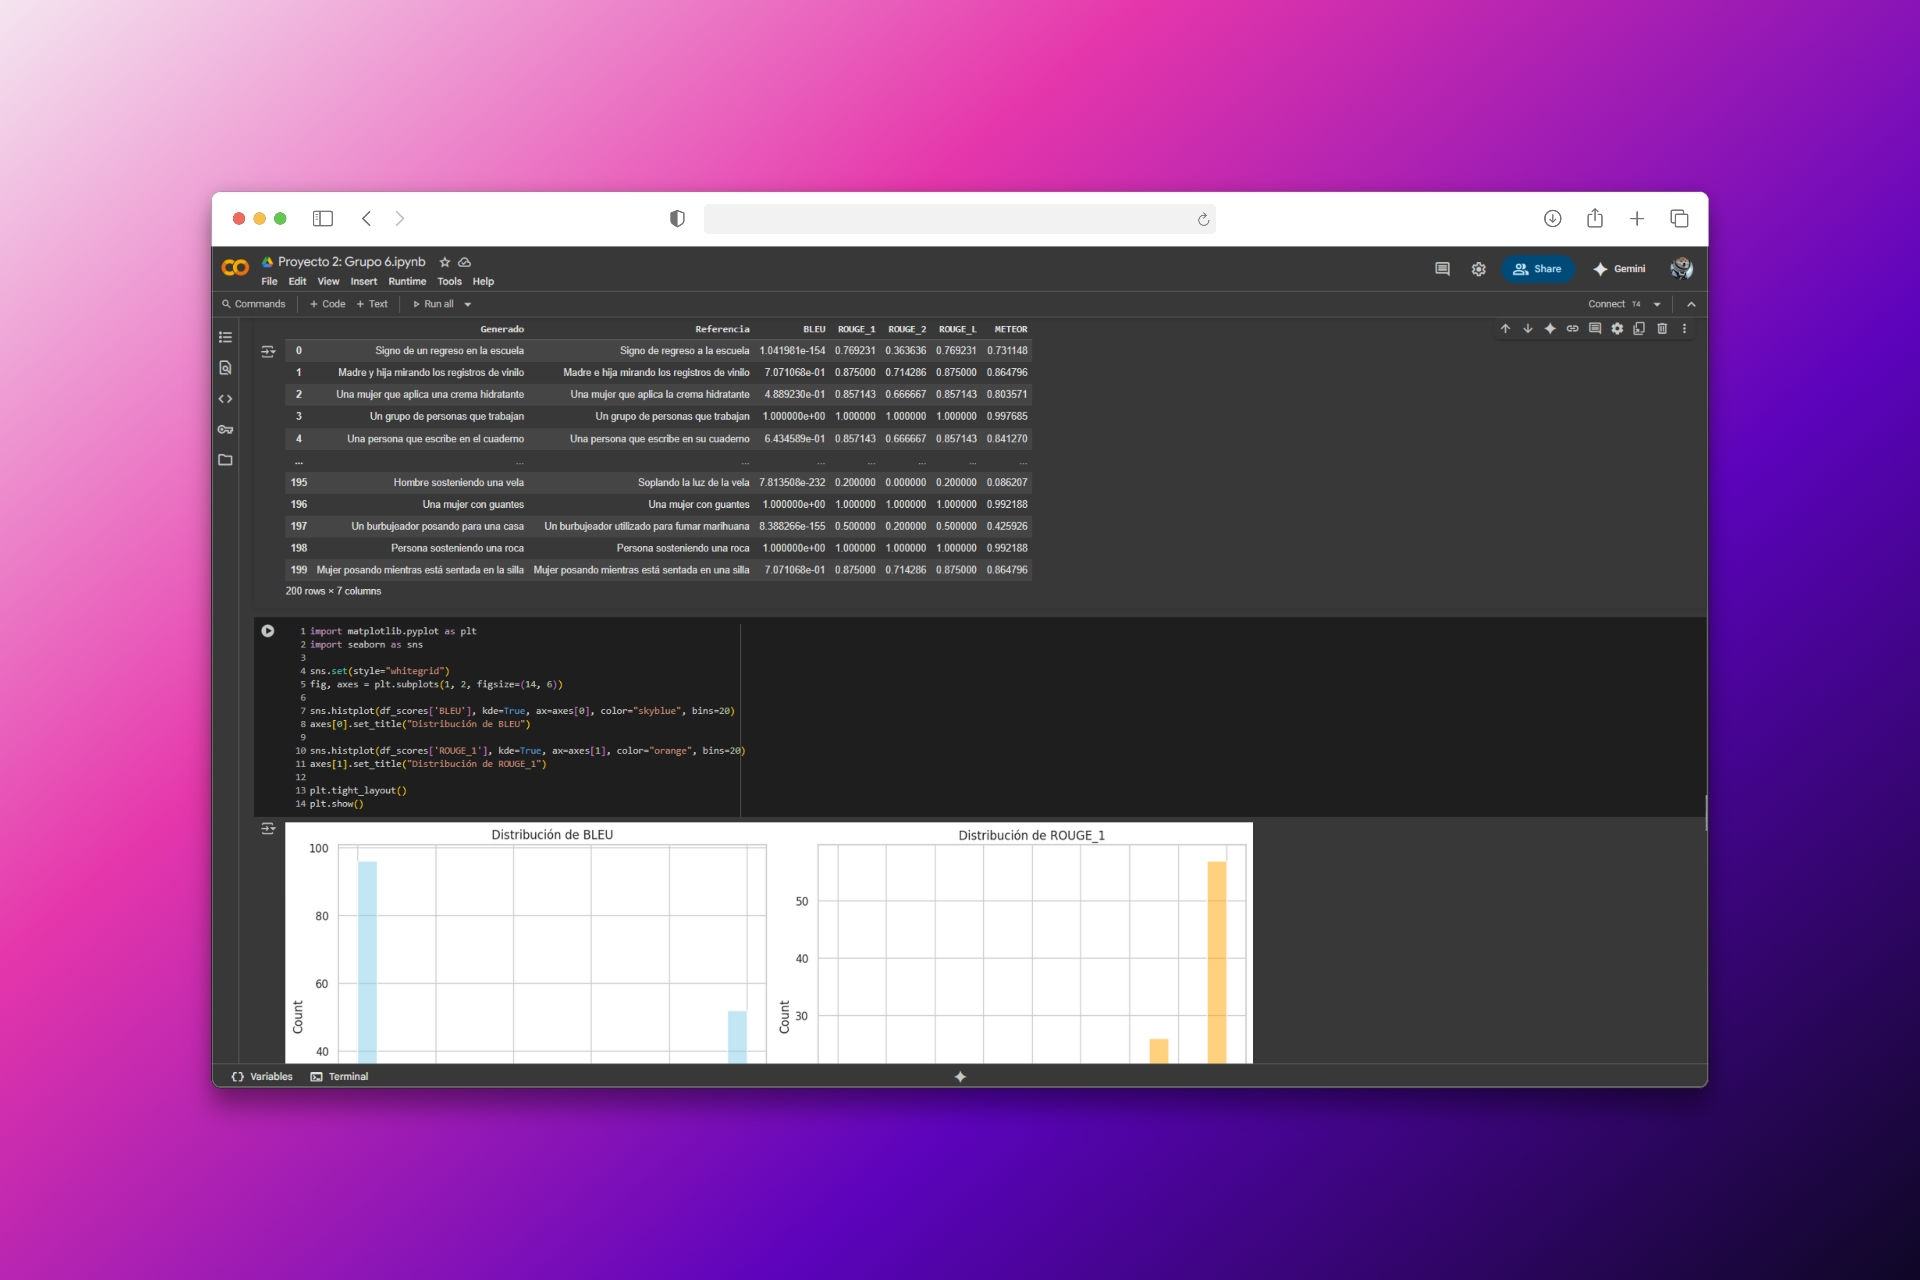 Proyecto 2: Grupo 6.ipynb
File Edit View Insert Runtime Tools Help
Share
Gemini
Commands + Code + Text Run all
Connect T4
Generado Referencia BLEU ROUGE_1 ROUGE_2 ROUGE_L METEOR
0 Signo de un regreso en la escuela Signo de regreso a la escuela 1.041981e-154 0.769231 0.363636 0.769231 0.731148
1 Madre y hija mirando los registros de vinilo Madre e hija mirando los registros de vinilo 7.071068e-01 0.875000 0.714286 0.875000 0.864796
2 Una mujer que aplica una crema hidratante Una mujer que aplica la crema hidratante 4.889230e-01 0.857143 0.666667 0.857143 0.803571
3 Un grupo de personas que trabajan Un grupo de personas que trabajan 1.000000e+00 1.000000 1.000000 1.000000 0.997685
4 Una persona que escribe en el cuaderno Una persona que escribe en su cuaderno 6.434589e-01 0.857143 0.666667 0.857143 0.841270
... ... ... ... ... ... ... ...
195 Hombre sosteniendo una vela Soplando la luz de la vela 7.813508e-232 0.200000 0.000000 0.200000 0.086207
196 Una mujer con guantes Una mujer con guantes 1.000000e+00 1.000000 1.000000 1.000000 0.992188
197 Un burbujeador posando para una casa Un burbujeador utilizado para fumar marihuana 8.388266e-155 0.500000 0.200000 0.500000 0.425926
198 Persona sosteniendo una roca Persona sosteniendo una roca 1.000000e+00 1.000000 1.000000 1.000000 0.992188
199 Mujer posando mientras está sentada en la silla Mujer posando mientras está sentada en una silla 7.071068e-01 0.875000 0.714286 0.875000 0.864796
200 rows × 7 columns
1 import matplotlib.pyplot as plt
2 import seaborn as sns
3
4 sns.set(style="whitegrid")
5 fig, axes = plt.subplots(1, 2, figsize=(14, 6))
6
7 sns.histplot(df_scores['BLEU'], kde=True, ax=axes[0], color="skyblue", bins=20)
8 axes[0].set_title("Distribución de BLEU")
9
10 sns.histplot(df_scores['ROUGE_1'], kde=True, ax=axes[1], color="orange", bins=20)
11 axes[1].set_title("Distribución de ROUGE_1")
12
13 plt.tight_layout()
14 plt.show()
Distribución de BLEU
100
80
60
40
Count
Distribución de ROUGE_1
50
40
30
Count
Variables Terminal